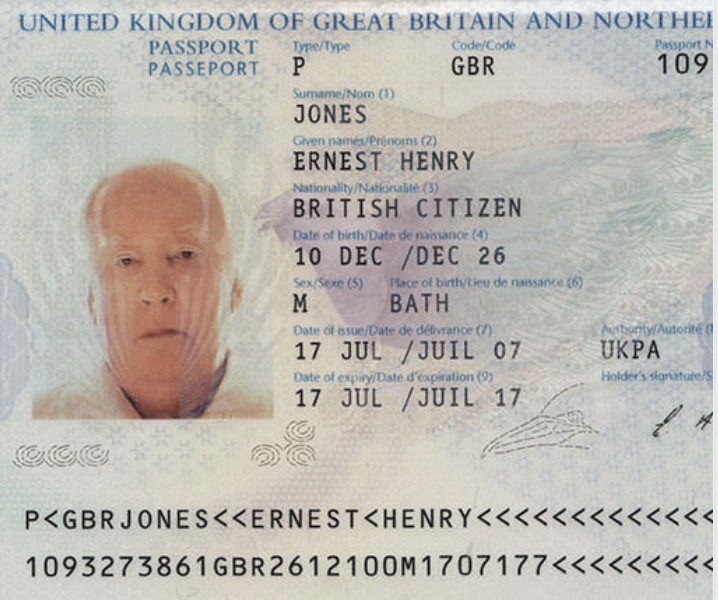 UNITED KINGDOM OF GREAT BRITAIN AND NORTHE
PASSPORT
PASSEPORT
Type/Type
Code/Code
Passport N
P
GBR
109
Surname/Nom (1)
JONES
Given names/Prénoms (2)
ERNEST HENRY
Nationality/Nationalité (3)
BRITISH CITIZEN
Date of birth/Date de naissance (4)
10 DEC /DEC 26
Sex/Sexe (5) Place of birth/Lieu de naissance (6)
M BATH
Date of issue/Date de délivrance (7) Authority/Autorité (
17 JUL /JUIL 07 UKPA
Date of expiry/Date d'expiration (9) Holder's signature/S
17 JUL /JUIL 17
P<GBRJONES<<ERNEST<HENRY<<<<<<<<<<<<<<
1093273861GBR2612100M1707177<<<<<<<<<<